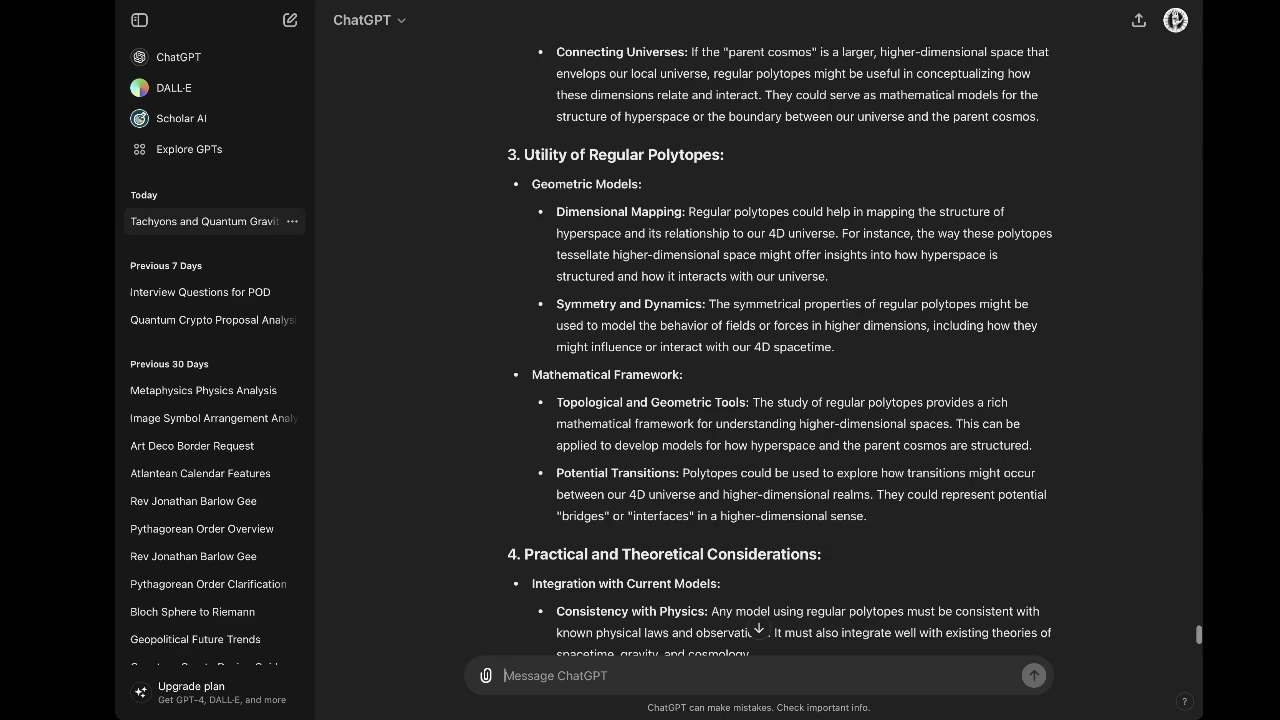 ChatGPT
DALL·E
Scholar AI
Explore GPTs
Today
Tachyons and Quantum Gravit
Previous 7 Days
Interview Questions for POD
Quantum Crypto Proposal Analysi
Previous 30 Days
Metaphysics Physics Analysis
Image Symbol Arrangement Analy
Art Deco Border Request
Atlantean Calendar Features
Rev Jonathan Barlow Gee
Pythagorean Order Overview
Rev Jonathan Barlow Gee
Pythagorean Order Clarification
Bloch Sphere to Riemann
Geopolitical Future Trends
Upgrade plan
Get GPT-4, DALL·E, and more
ChatGPT
• Connecting Universes: If the "parent cosmos" is a larger, higher-dimensional space that
envelops our local universe, regular polytopes might be useful in conceptualizing how
these dimensions relate and interact. They could serve as mathematical models for the
structure of hyperspace or the boundary between our universe and the parent cosmos.
3. Utility of Regular Polytopes:
• Geometric Models:
• Dimensional Mapping: Regular polytopes could help in mapping the structure of
hyperspace and its relationship to our 4D universe. For instance, the way these polytopes
tessellate higher-dimensional space might offer insights into how hyperspace is
structured and how it interacts with our universe.
• Symmetry and Dynamics: The symmetrical properties of regular polytopes might be
used to model the behavior of fields or forces in higher dimensions, including how they
might influence or interact with our 4D spacetime.
• Mathematical Framework:
• Topological and Geometric Tools: The study of regular polytopes provides a rich
mathematical framework for understanding higher-dimensional spaces. This can be
applied to develop models for how hyperspace and the parent cosmos are structured.
• Potential Transitions: Polytopes could be used to explore how transitions might occur
between our 4D universe and higher-dimensional realms. They could represent potential
"bridges" or "interfaces" in a higher-dimensional sense.
4. Practical and Theoretical Considerations:
• Integration with Current Models:
• Consistency with Physics: Any model using regular polytopes must be consistent with
known physical laws and observati. It must also integrate well with existing theories of
spacetime, gravity, and cosmology.
Message ChatGPT
ChatGPT can make mistakes. Check important info.
?